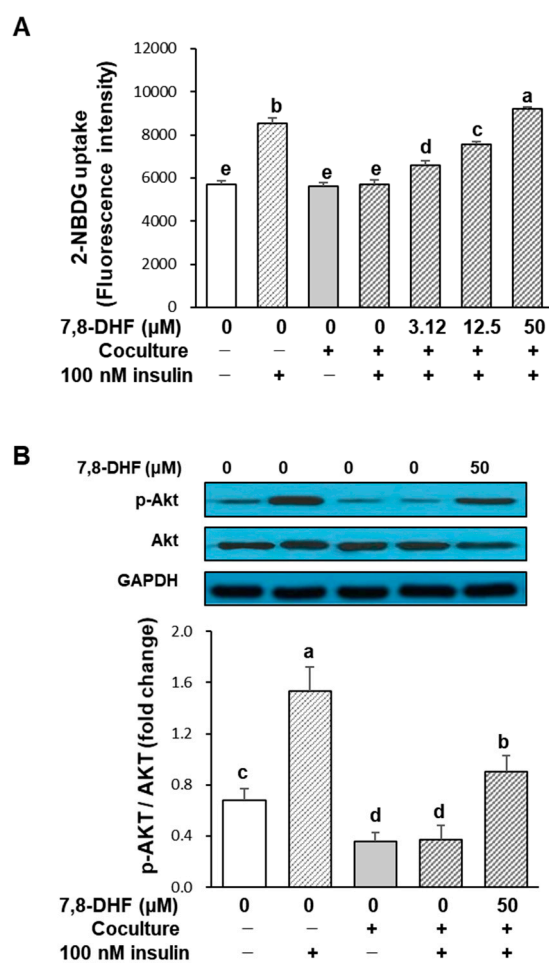 A
2-NBDG uptake
(Fluorescence intensity)
12000
10000
8000
6000
4000
2000
0
e b e e d c a
7,8-DHF (μM) 0 0 0 0 3.12 12.5 50
Coculture – – + + + + +
100 nM insulin – + – + + + +
B
7,8-DHF (μM) 0 0 0 0 50
p-Akt
Akt
GAPDH
p-AKT / AKT (fold change)
2.0
1.6
1.2
0.8
0.4
0.0
c a d d b
7,8-DHF (μM) 0 0 0 0 50
Coculture – – + + +
100 nM insulin – + – + +